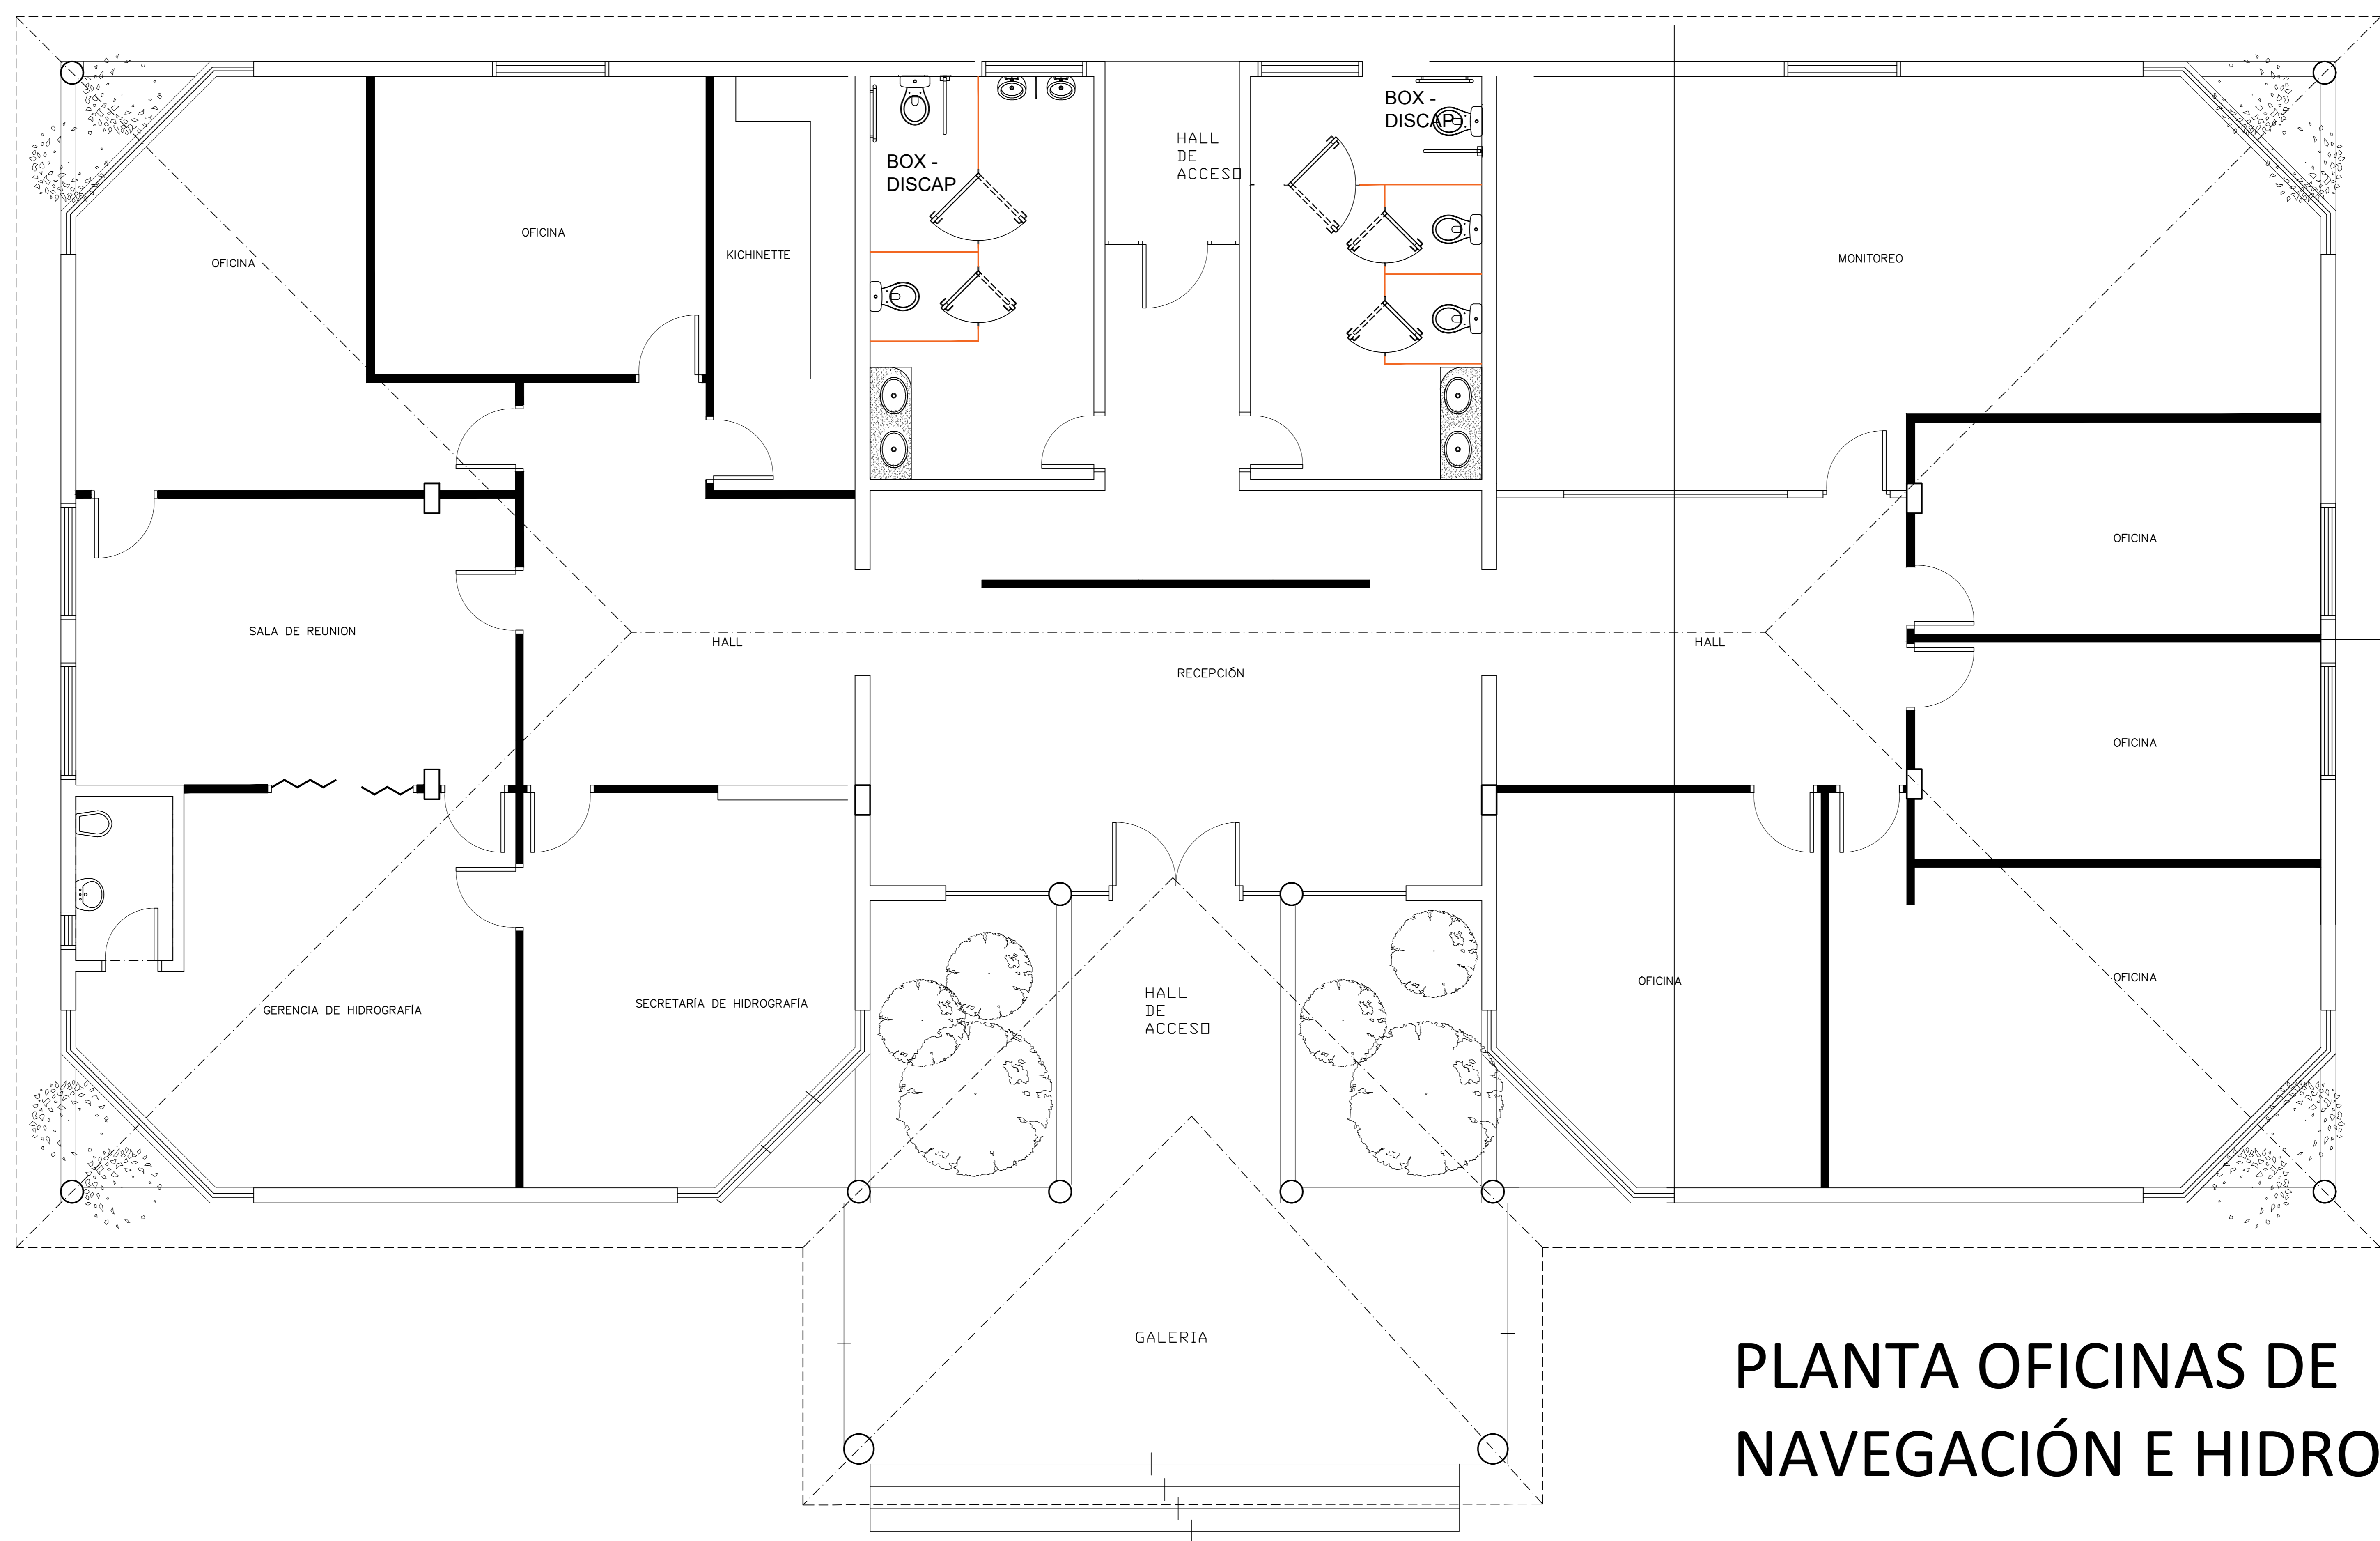 BOX -
DISCAP
HALL
DE
ACCESO
BOX -
DISCAP
OFICINA
OFICINA
KICHINETTE
MONITOREO
OFICINA
SALA DE REUNION
HALL
RECEPCIÓN
HALL
OFICINA
GERENCIA DE HIDROGRAFÍA
SECRETARÍA DE HIDROGRAFÍA
HALL
DE
ACCESO
OFICINA
OFICINA
GALERIA
PLANTA OFICINAS DE
NAVEGACIÓN E HIDRO